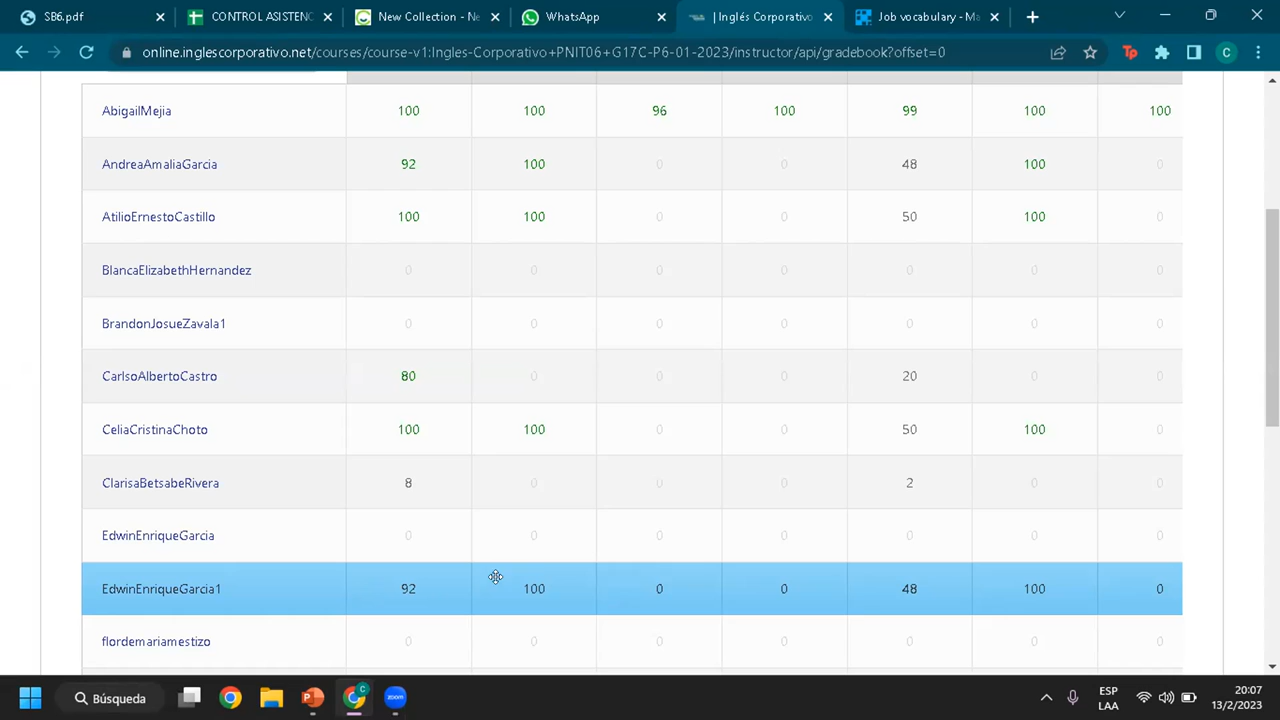 SB6.pdf
CONTROL ASISTENC
New Collection - Ne
WhatsApp
| Inglés Corporativo
Job vocabulary - Ma
online.inglescorporativo.net/courses/course-v1:Ingles-Corporativo+PNIT06+G17C-P6-01-2023/instructor/api/gradebook?offset=0
AbigailMejia 100 100 96 100 99 100 100
AndreaAmaliaGarcia 92 100 0 0 48 100 0
AtilioErnestoCastillo 100 100 0 0 50 100 0
BlancaElizabethHernandez 0 0 0 0 0 0 0
BrandonJosueZavala1 0 0 0 0 0 0 0
CarlsoAlbertoCastro 80 0 0 0 20 0 0
CeliaCristinaChoto 100 100 0 0 50 100 0
ClarisaBetsabeRivera 8 0 0 0 2 0 0
EdwinEnriqueGarcia 0 0 0 0 0 0 0
EdwinEnriqueGarcia1 92 100 0 0 48 100 0
flordemariamestizo 0 0 0 0 0 0 0
Búsqueda
zoom
ESP
LAA
20:07
13/2/2023